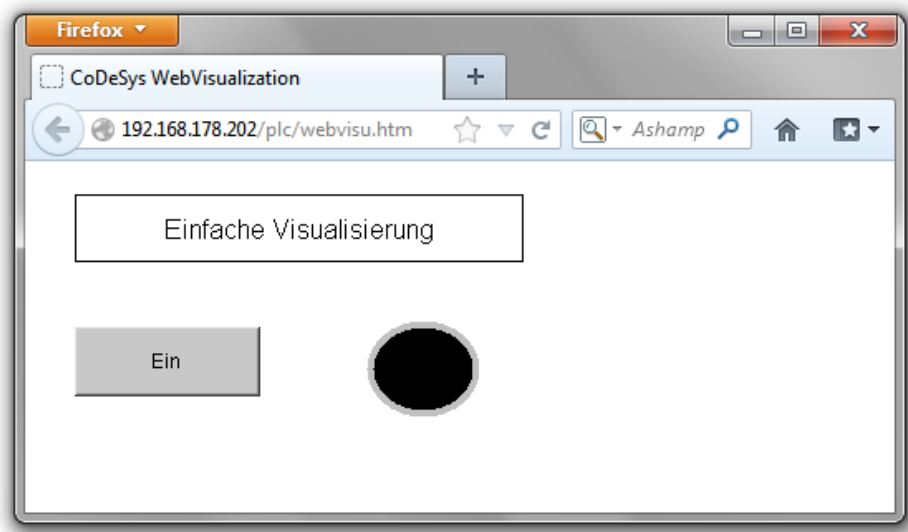 Firefox
CoDeSys WebVisualization
192.168.178.202/plc/webvisu.htm
Ashamp
Einfache Visualisierung
Ein